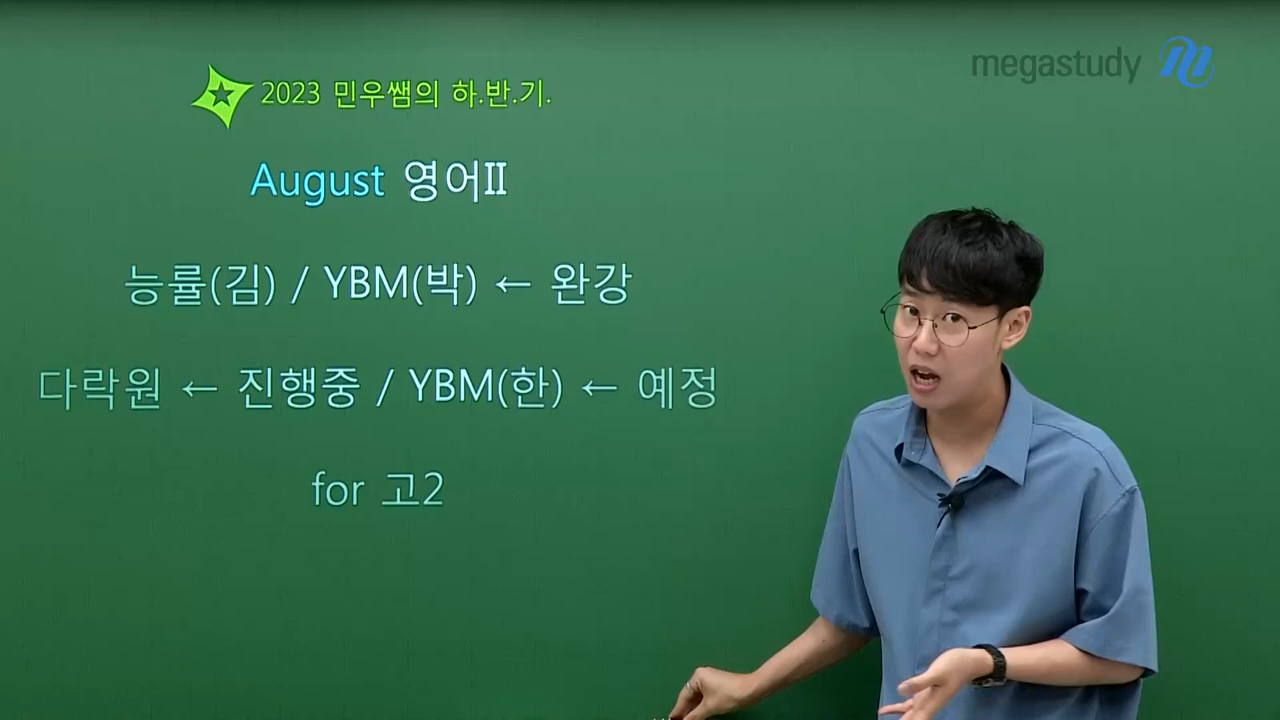 megastudy
2023 민우쌤의 하.반.기.
August 영어Ⅱ
능률(김) / YBM(박) ← 완강
다락원 ← 진행중 / YBM(한) ← 예정
for 고2